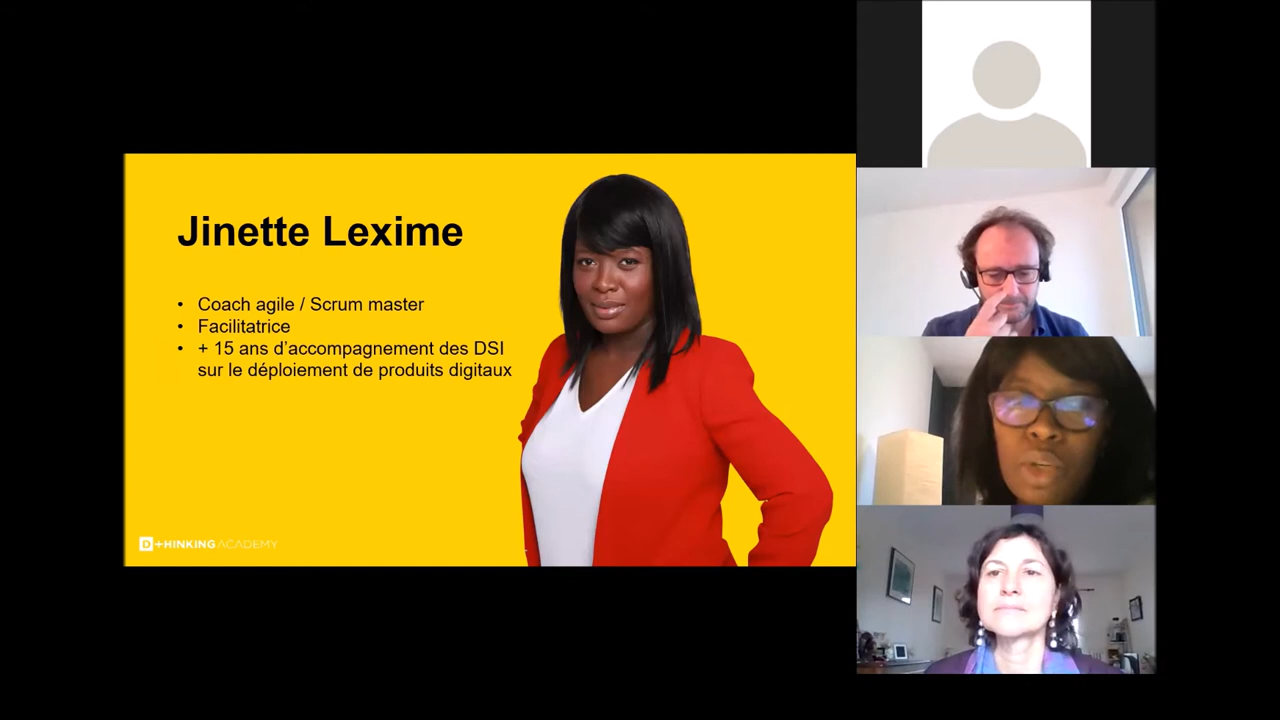 Jinette Lexime
• Coach agile / Scrum master
• Facilitatrice
• + 15 ans d’accompagnement des DSI
sur le déploiement de produits digitaux
D+HINKING ACADEMY